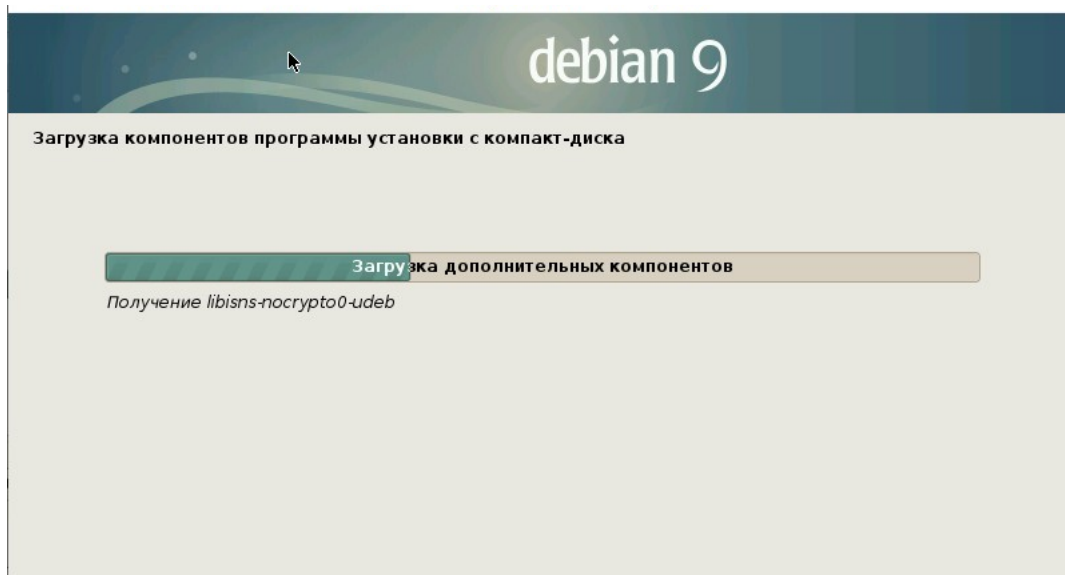 debian 9
Загрузка компонентов программы установки с компакт-диска
Загрузка дополнительных компонентов
Получение libisns-nocrypto0-udeb